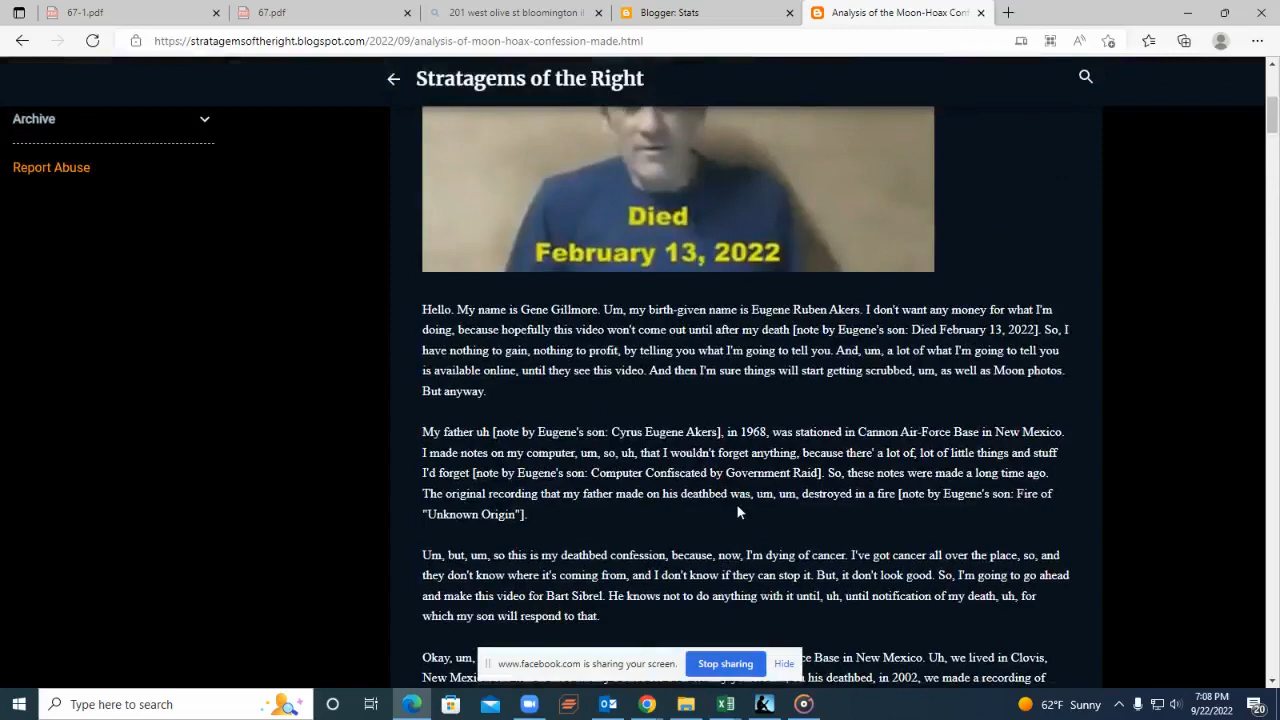 67-1.pdf
67.pdf
201 west olive st bloomington il
Blogger: Stats
Analysis of the Moon-Hoax Conf
https://stratagemsoftheright.blogspot.com/2022/09/analysis-of-moon-hoax-confession-made.html
Stratagems of the Right
Archive
Report Abuse
Died
February 13, 2022
Hello. My name is Gene Gillmore. Um, my birth-given name is Eugene Ruben Akers. I don't want any money for what I'm
doing, because hopefully this video won't come out until after my death [note by Eugene's son: Died February 13, 2022]. So, I
have nothing to gain, nothing to profit, by telling you what I'm going to tell you. And, um, a lot of what I'm going to tell you
is available online, until they see this video. And then I'm sure things will start getting scrubbed, um, as well as Moon photos.
But anyway.
My father uh [note by Eugene's son: Cyrus Eugene Akers], in 1968, was stationed in Cannon Air-Force Base in New Mexico.
I made notes on my computer, um, so, uh, that I wouldn't forget anything, because there' a lot of, lot of little things and stuff
I'd forget [note by Eugene's son: Computer Confiscated by Government Raid]. So, these notes were made a long time ago.
The original recording that my father made on his deathbed was, um, um, destroyed in a fire [note by Eugene's son: Fire of
"Unknown Origin"].
Um, but, um, so this is my deathbed confession, because, now, I'm dying of cancer. I've got cancer all over the place, so, and
they don't know where it's coming from, and I don't know if they can stop it. But, it don't look good. So, I'm going to go ahead
and make this video for Bart Sibrel. He knows not to do anything with it until, uh, until notification of my death, uh, for
which my son will respond to that.
Okay, um, ce Base in New Mexico. Uh, we lived in Clovis,
New Mexico his deathbed, in 2002, we made a recording of
www.facebook.com is sharing your screen. Stop sharing Hide
Type here to search
62°F Sunny
7:08 PM
9/22/2022
20